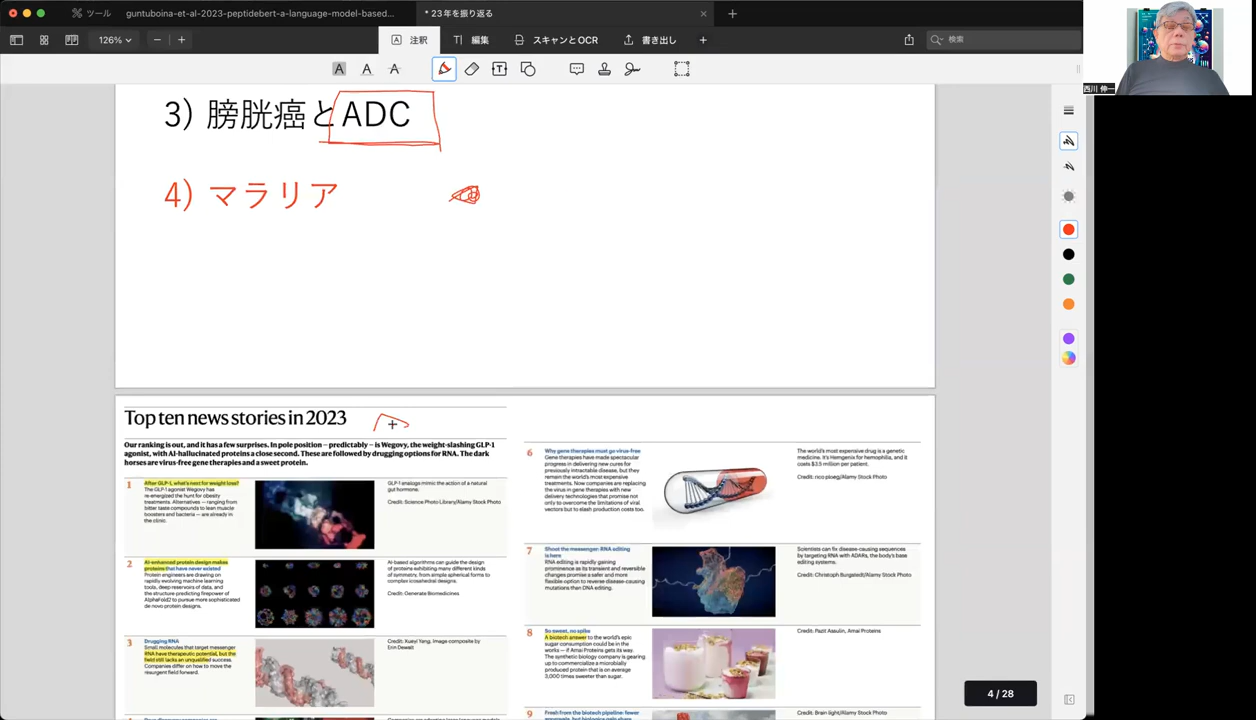 ツール
guntuboina-et-al-2023-peptidebert-a-language-model-based...
* 23年を振り返る
126%
注釈
編集
スキャンとOCR
書き出し
検索
西川 伸一
3) 膀胱癌とADC
4) マラリア
Top ten news stories in 2023
Our ranking is out, and it has a few surprises. In pole position — predictably — is Wegovy, the weight-slashing GLP-1
agonist, with AI-hallucinated proteins a close second. These are followed by drugging options for RNA. The dark
horses are virus-free gene therapies and a sweet protein.
1
After GLP-1, what's next for weight loss?
The GLP-1 agonist Wegovy has
re-energized the hunt for obesity
treatments. Alternatives — ranging from
bitter taste compounds to lean muscle
boosters and bacteria — are already in
the clinic.
GLP-1 analogs mimic the action of a natural
gut hormone.
Credit: Science Photo Library/Alamy Stock Photo
2
AI-enhanced protein design makes
proteins that have never existed
Protein engineers are drawing on
rapidly evolving machine learning
tools, deep reservoirs of data, and
the structure predicting firepower of
AlphaFold2 to pursue more sophisticated
de novo protein designs.
AI-based algorithms can guide the design
of proteins exhibiting many different kinds
of symmetry, from simple spherical forms to
complex icosahedral designs.
Credit: Generate Biomedicines
3
Drugging RNA
Small molecules that target messenger
RNA have therapeutic potential, but the
field still lacks an unqualified success.
Companies differ on how to move the
resurgent field forward.
Credit: Xueyi Yang. Image composite by
Erin Dewalt
6
Why gene therapies must go virus-free
Gene therapies have made spectacular
progress in delivering new cures for
previously intractable disease, but they
remain the world's most expensive
medicines. Now companies are replacing
the virus in gene therapies with new
delivery technologies that promise not
only to overcome the limitations of viral
vectors but to slash production costs too.
The world's most expensive drug is a genetic
medicine. It's Hemgenix for hemophilia, and it
costs $3.5 million per patient.
Credit: nico ploeg/Alamy Stock Photo
7
Shoot the messenger: RNA editing
is here
RNA editing is rapidly gaining
prominence as its transient and reversible
changes promise a safer and more
flexible option to reverse disease-causing
mutations than DNA editing.
Scientists can fix disease-causing sequences
by targeting RNA with ADARs, the body's base
editing systems.
Credit: Christoph Burgstedt/Alamy Stock Photo
8
So sweet, no spike
A biotech answer to the world's epic
sugar consumption could be in the
works — if Amai Proteins gets its way.
The synthetic biology company is gearing
up to commercialize a microbially
produced protein that is on average
3,000 times sweeter than sugar.
Credit: Pazit Assulin, Amai Proteins
9
Fresh from the biotech pipeline: fewer
Credit: Brain light/Alamy Stock Photo
4 / 28